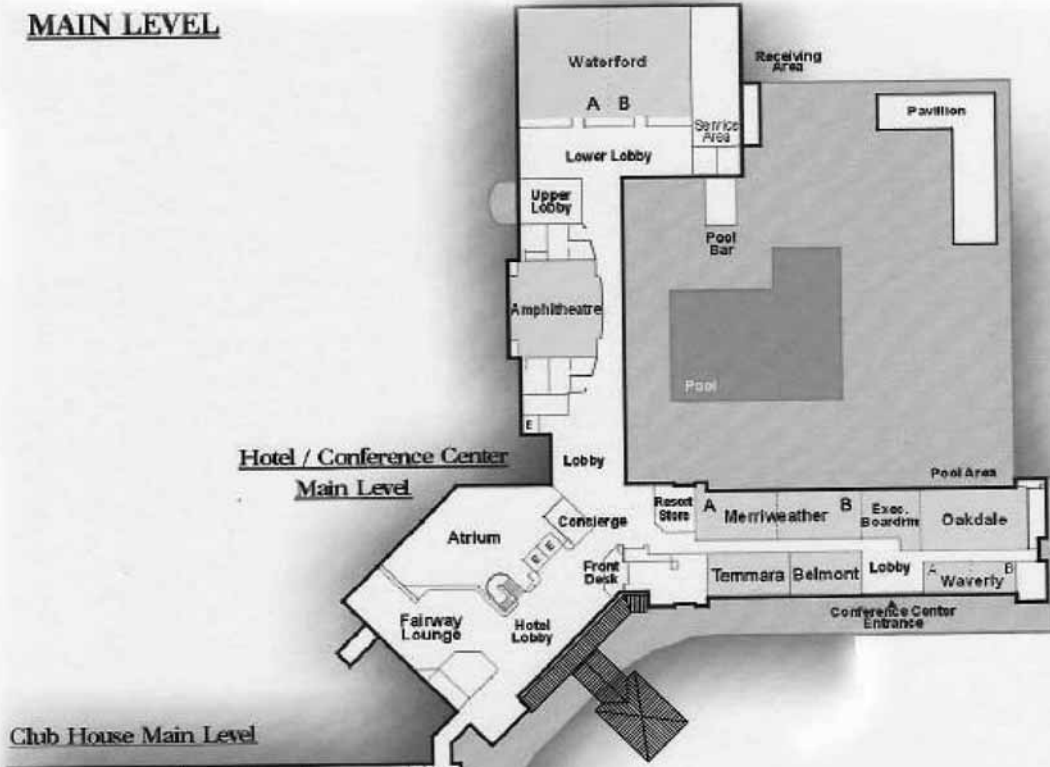 MAIN LEVEL
Waterford
A B
Receiving
Area
Pavillion
Service
Area
Lower Lobby
Upper
Lobby
Pool
Bar
Amphitheatre
Pool
E
Hotel / Conference Center
Main Level
Lobby
Pool Area
Atrium
Concierge
E E
Resort
Store
A
Merriweather
B
Exec.
Boardrm
Oakdale
Front
Desk
Temmara
Belmont
Lobby
A B
Waverly
Conference Center
Entrance
Fairway
Lounge
Hotel
Lobby
Club House Main Level